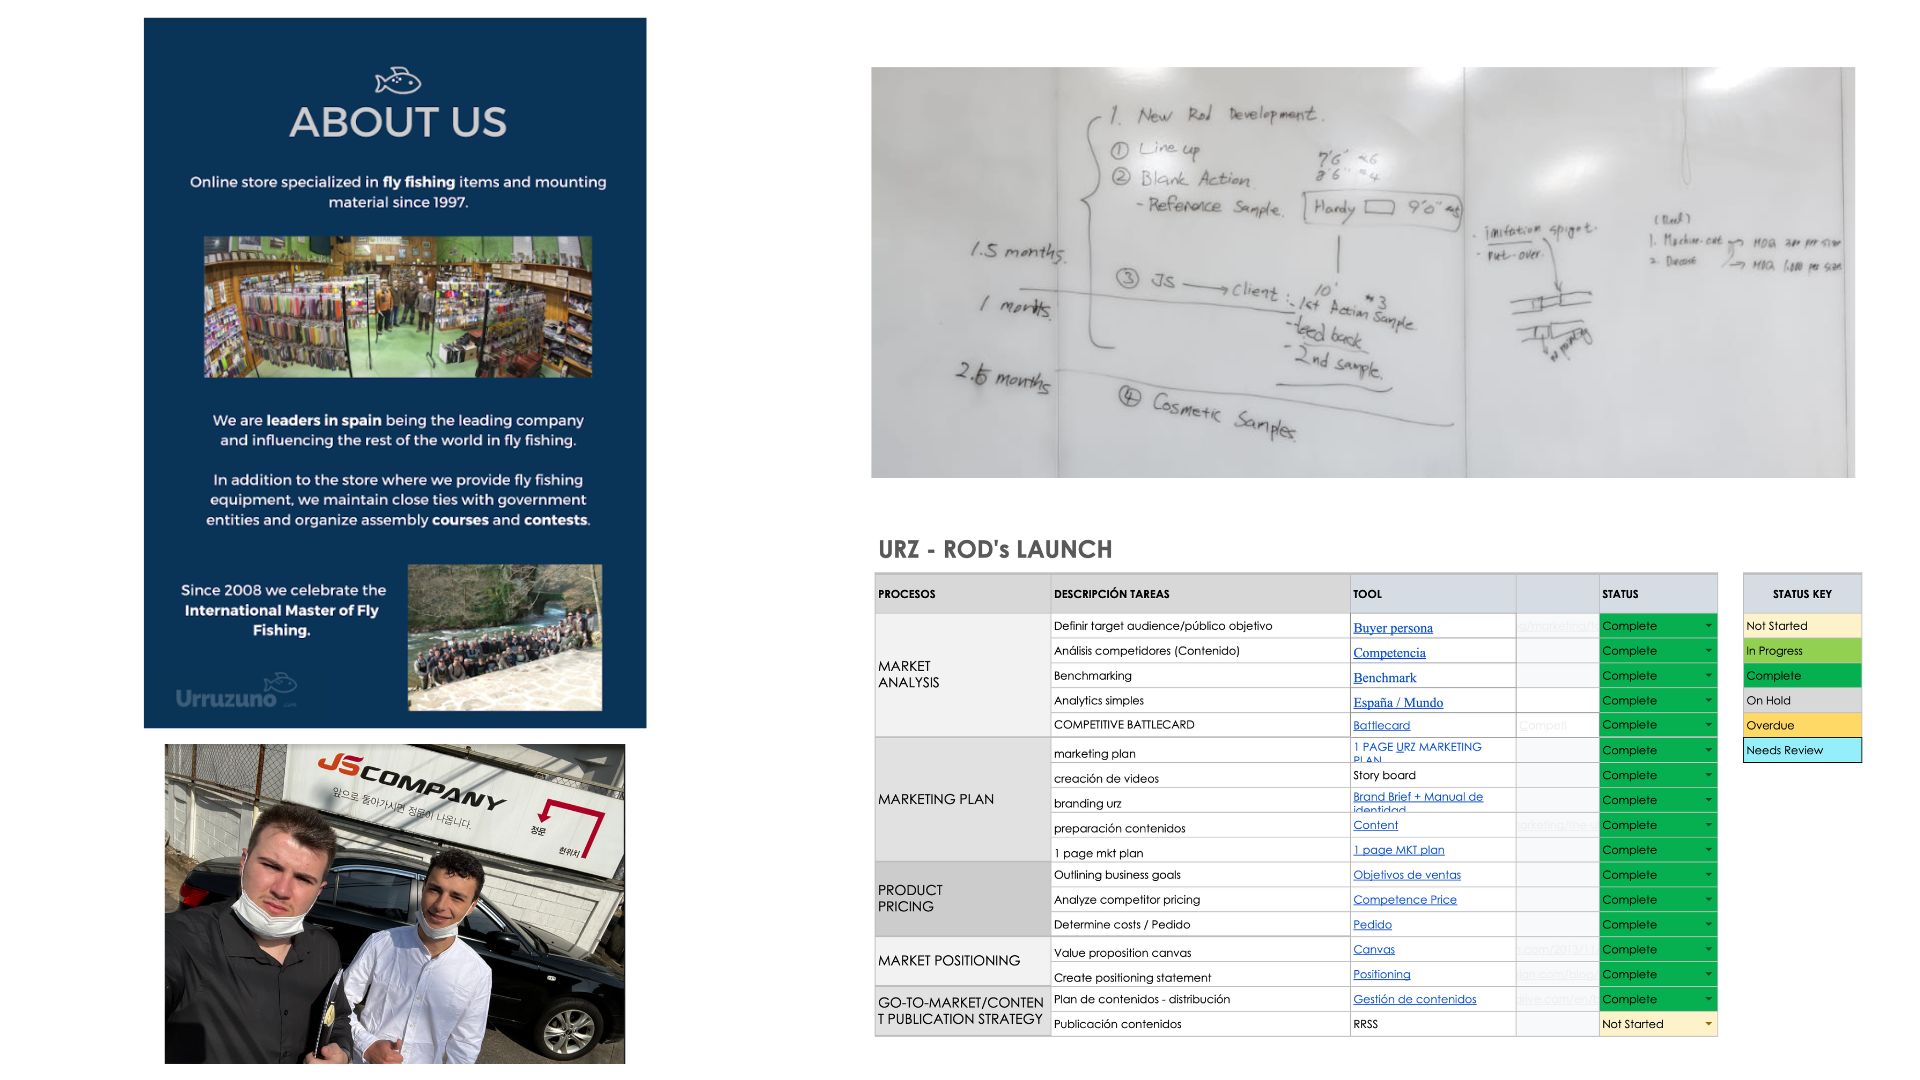 ABOUT US
Online store specialized in fly fishing items and mounting
material since 1997.
We are leaders in spain being the leading company
and influencing the rest of the world in fly fishing.
In addition to the store where we provide fly fishing
equipment, we maintain close ties with government
entities and organize assembly courses and contests.
Since 2008 we celebrate the
International Master of Fly
Fishing.
Urruzuno
.com
JSCOMPANY
앞으로 돌아가시면 정문이 나옵니다.
정문
현위치
1. New Rod Development.
① Line up
7'6" #6
8'6" #4
② Blank Action
- Reference Sample.
Hardy
9'0" #5
1.5 months.
③ JS → client :
10' #3
- 1st Action Sample
- feed back
- 2nd sample.
1 months.
2.5 months
④ Cosmetic Samples
- imitation spigot.
- put-over.
(Reel)
1. Machine-cut → MOQ 300 per size
2. Diecast → MOQ 1,000 per size
URZ - ROD's LAUNCH
PROCESOS DESCRIPCIÓN TAREAS TOOL STATUS
MARKET
ANALYSIS
Definir target audience/público objetivo Buyer persona Complete
Análisis competidores (Contenido) Competencia Complete
Benchmarking Benchmark Complete
Analytics simples España / Mundo Complete
COMPETITIVE BATTLECARD Battlecard Competi Complete
MARKETING PLAN
marketing plan 1 PAGE URZ MARKETING PLAN Complete
creación de videos Story board Complete
branding urz Brand Brief + Manual de identidad Complete
preparación contenidos Content Complete
1 page mkt plan 1 page MKT plan Complete
PRODUCT
PRICING
Outlining business goals Objetivos de ventas Complete
Analyze competitor pricing Competence Price Complete
Determine costs / Pedido Pedido Complete
MARKET POSITIONING
Value proposition canvas Canvas Complete
Create positioning statement Positioning Complete
GO-TO-MARKET/CONTEN
T PUBLICATION STRATEGY
Plan de contenidos - distribución Gestión de contenidos Complete
Publicación contenidos RRSS Not Started
STATUS KEY
Not Started
In Progress
Complete
On Hold
Overdue
Needs Review